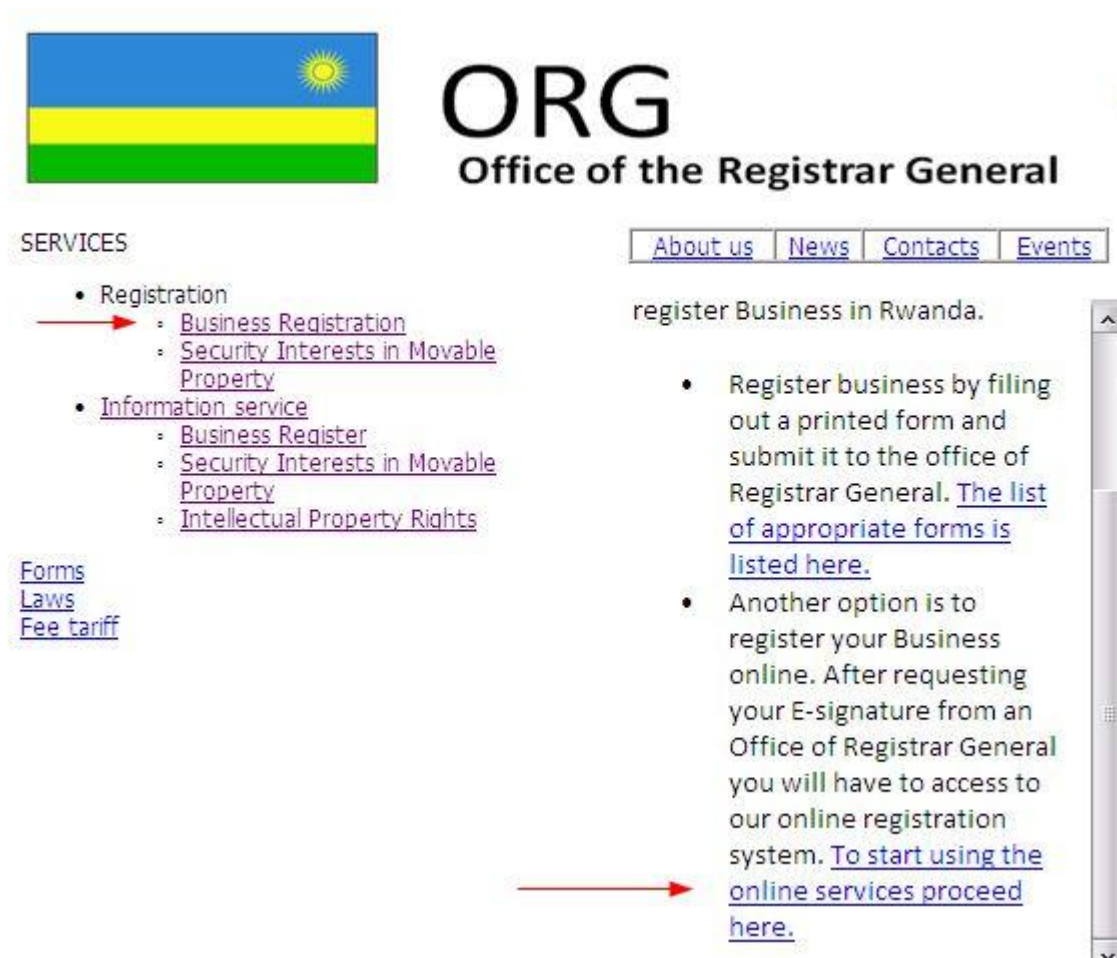 ORG
Office of the Registrar General
SERVICES
About us News Contacts Events
Registration
Business Registration
Security Interests in Movable
Property
Information service
Business Register
Security Interests in Movable
Property
Intellectual Property Rights
Forms
Laws
Fee tariff
register Business in Rwanda.
Register business by filing
out a printed form and
submit it to the office of
Registrar General. The list
of appropriate forms is
listed here.
Another option is to
register your Business
online. After requesting
your E-signature from an
Office of Registrar General
you will have to access to
our online registration
system. To start using the
online services proceed
here.